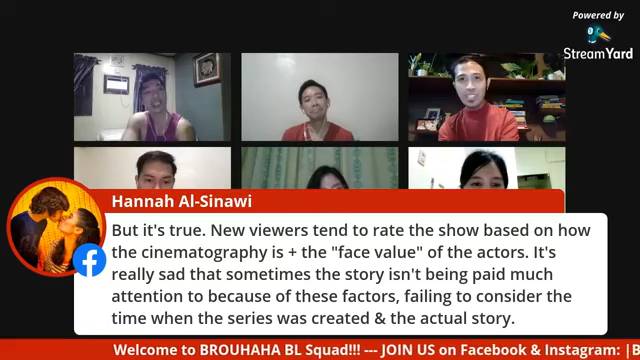 Powered by
StreamYard
Hannah Al-Sinawi
But it's true. New viewers tend to rate the show based on how
the cinematography is + the "face value" of the actors. It's
really sad that sometimes the story isn't being paid much
attention to because of these factors, failing to consider the
time when the series was created & the actual story.
Welcome to BROUHAHA BL Squad!!! --- JOIN US on Facebook & Instagram: |B